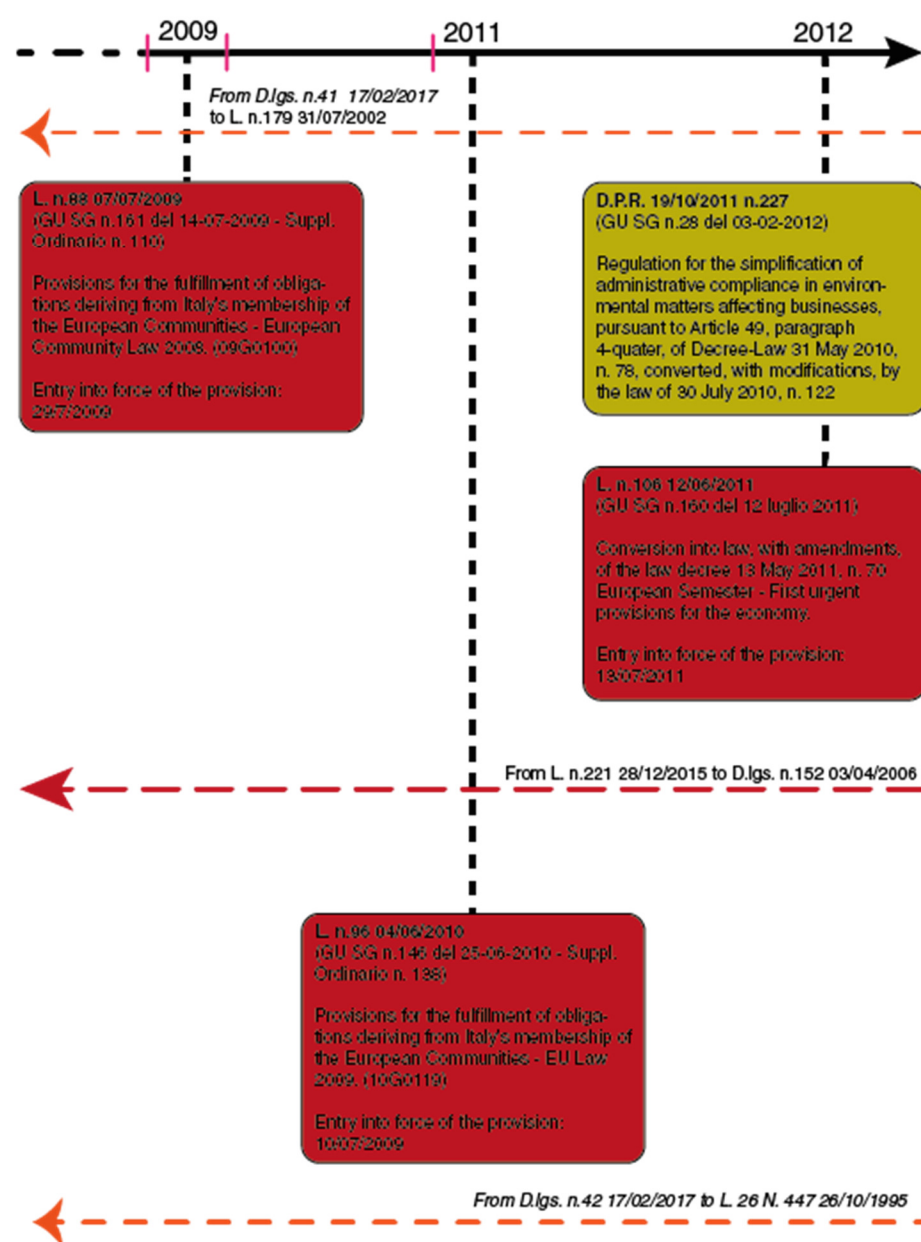 2009
2011
2012
From D.lgs. n.41 17/02/2017
to L. n.179 31/07/2002
L. n.88 07/07/2009
(GU SG n.161 del 14-07-2009 - Suppl.
Ordinario n. 110)
Provisions for the fulfillment of obliga-
tions deriving from Italy's membership of
the European Communities - European
Community Law 2008. (09G0100)
Entry into force of the provision:
29/7/2009
D.P.R. 19/10/2011 n.227
(GU SG n.28 del 03-02-2012)
Regulation for the simplification of
administrative compliance in environ-
mental matters affecting businesses,
pursuant to Article 49, paragraph
4-quater, of Decree-Law 31 May 2010,
n. 78, converted, with modifications, by
the law of 30 July 2010, n. 122
L. n.106 12/06/2011
(GU SG n.160 del 12 luglio 2011)
Conversion into law, with amendments,
of the law decree 13 May 2011, n. 70
European Semester - First urgent
provisions for the economy.
Entry into force of the provision:
13/07/2011
From L. n.221 28/12/2015 to D.lgs. n.152 03/04/2006
L. n.96 04/06/2010
(GU SG n.146 del 25-06-2010 - Suppl.
Ordinario n. 138)
Provisions for the fulfillment of obliga-
tions deriving from Italy's membership of
the European Communities - EU Law
2009. (10G0119)
Entry into force of the provision:
10/07/2009
From D.lgs. n.42 17/02/2017 to L. 26 N. 447 26/10/1995